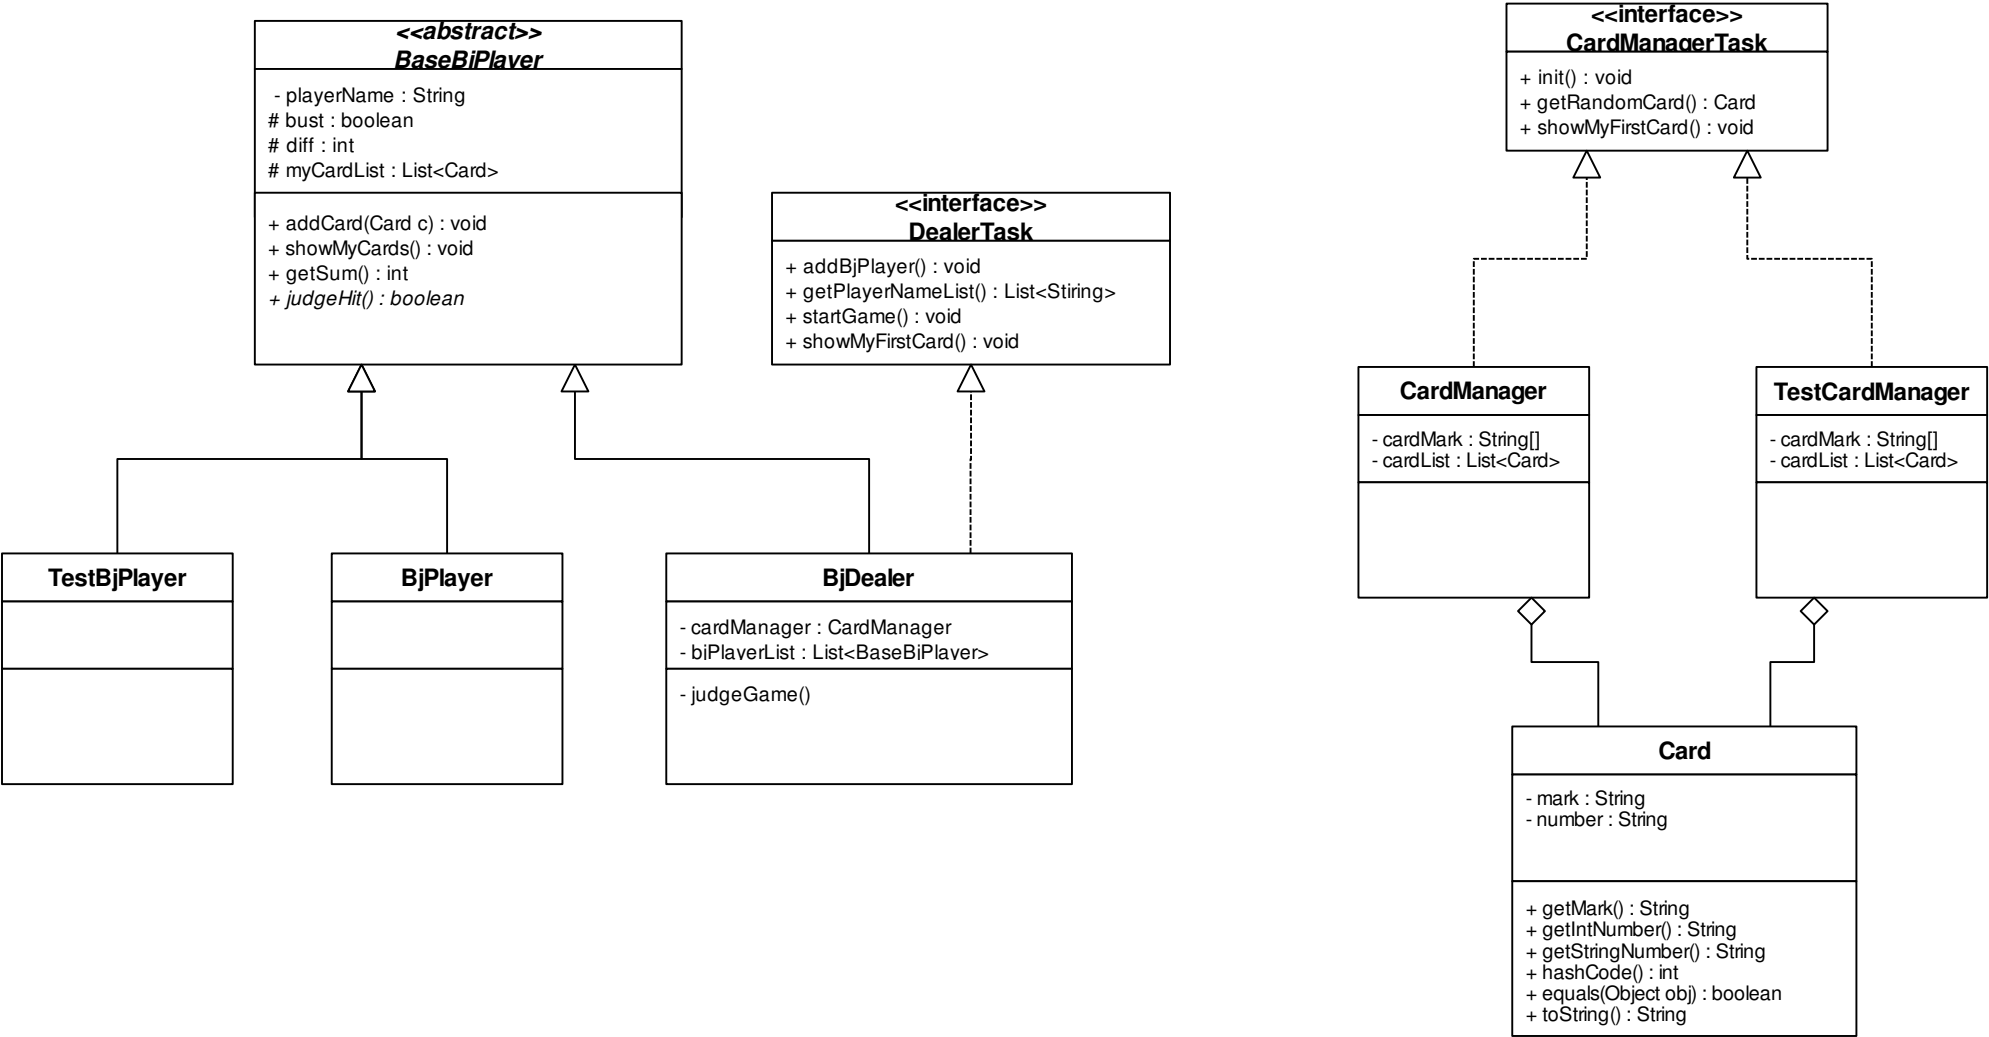 <<abstract>>
BaseBjPlayer
- playerName : String
# bust : boolean
# diff : int
# myCardList : List<Card>
+ addCard(Card c) : void
+ showMyCards() : void
+ getSum() : int
+ judgeHit() : boolean
<<interface>>
DealerTask
+ addBjPlayer() : void
+ getPlayerNameList() : List<Stiring>
+ startGame() : void
+ showMyFirstCard() : void
<<interface>>
CardManagerTask
+ init() : void
+ getRandomCard() : Card
+ showMyFirstCard() : void
TestBjPlayer
BjPlayer
BjDealer
- cardManager : CardManager
- bjPlayerList : List<BaseBjPlayer>
- judgeGame()
CardManager
- cardMark : String[]
- cardList : List<Card>
TestCardManager
- cardMark : String[]
- cardList : List<Card>
Card
- mark : String
- number : String
+ getMark() : String
+ getIntNumber() : String
+ getStringNumber() : String
+ hashCode() : int
+ equals(Object obj) : boolean
+ toString() : String